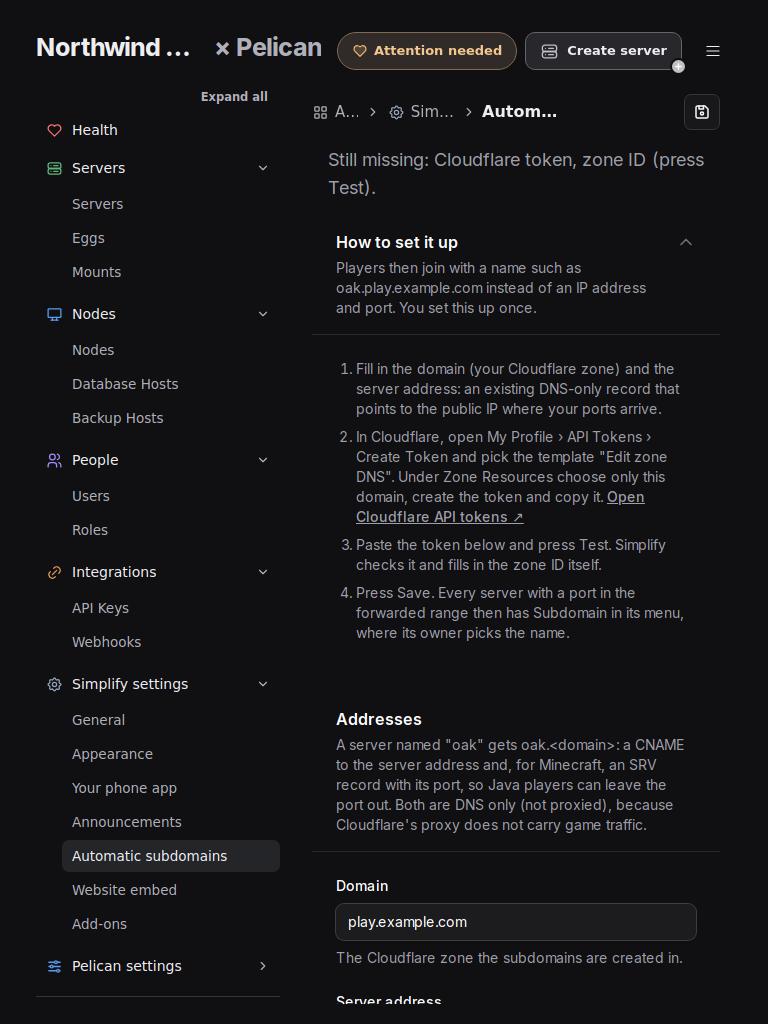 Northwind ... × Pelican
Attention needed
Create server
Expand all
Health
Servers
Servers
Eggs
Mounts
Nodes
Nodes
Database Hosts
Backup Hosts
People
Users
Roles
Integrations
API Keys
Webhooks
Simplify settings
General
Appearance
Your phone app
Announcements
Automatic subdomains
Website embed
Add-ons
Pelican settings
A... > Sim... > Autom...
Still missing: Cloudflare token, zone ID (press
Test).
How to set it up
Players then join with a name such as
oak.play.example.com instead of an IP address
and port. You set this up once.
1. Fill in the domain (your Cloudflare zone) and the
server address: an existing DNS-only record that
points to the public IP where your ports arrive.
2. In Cloudflare, open My Profile › API Tokens ›
Create Token and pick the template "Edit zone
DNS". Under Zone Resources choose only this
domain, create the token and copy it. Open
Cloudflare API tokens ↗
3. Paste the token below and press Test. Simplify
checks it and fills in the zone ID itself.
4. Press Save. Every server with a port in the
forwarded range then has Subdomain in its menu,
where its owner picks the name.
Addresses
A server named "oak" gets oak.<domain>: a CNAME
to the server address and, for Minecraft, an SRV
record with its port, so Java players can leave the
port out. Both are DNS only (not proxied), because
Cloudflare's proxy does not carry game traffic.
Domain
play.example.com
The Cloudflare zone the subdomains are created in.
Server address